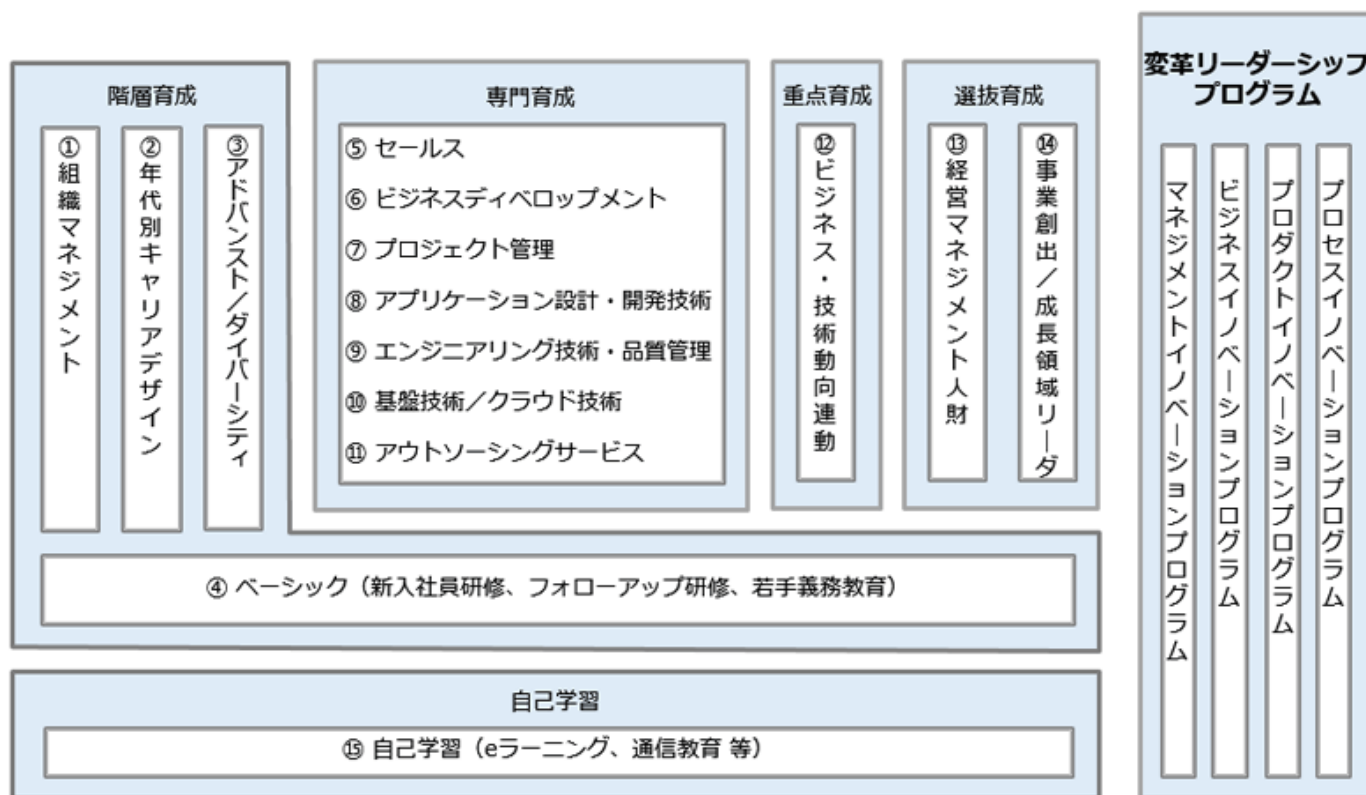 階層育成
①組織マネジメント
②年代別キャリアデザイン
③アドバンスト／ダイバーシティ
専門育成
⑤ セールス
⑥ ビジネスディベロップメント
⑦ プロジェクト管理
⑧ アプリケーション設計・開発技術
⑨ エンジニアリング技術・品質管理
⑩ 基盤技術／クラウド技術
⑪ アウトソーシングサービス
重点育成
⑫ビジネス・技術動向連動
選抜育成
⑬経営マネジメント人財
⑭事業創出／成長領域リーダ
④ ベーシック（新入社員研修、フォローアップ研修、若手義務教育）
自己学習
⑮ 自己学習（eラーニング、通信教育 等）
変革リーダーシップ
プログラム
マネジメントイノベーションプログラム
ビジネスイノベーションプログラム
プロダクトイノベーションプログラム
プロセスイノベーションプログラム